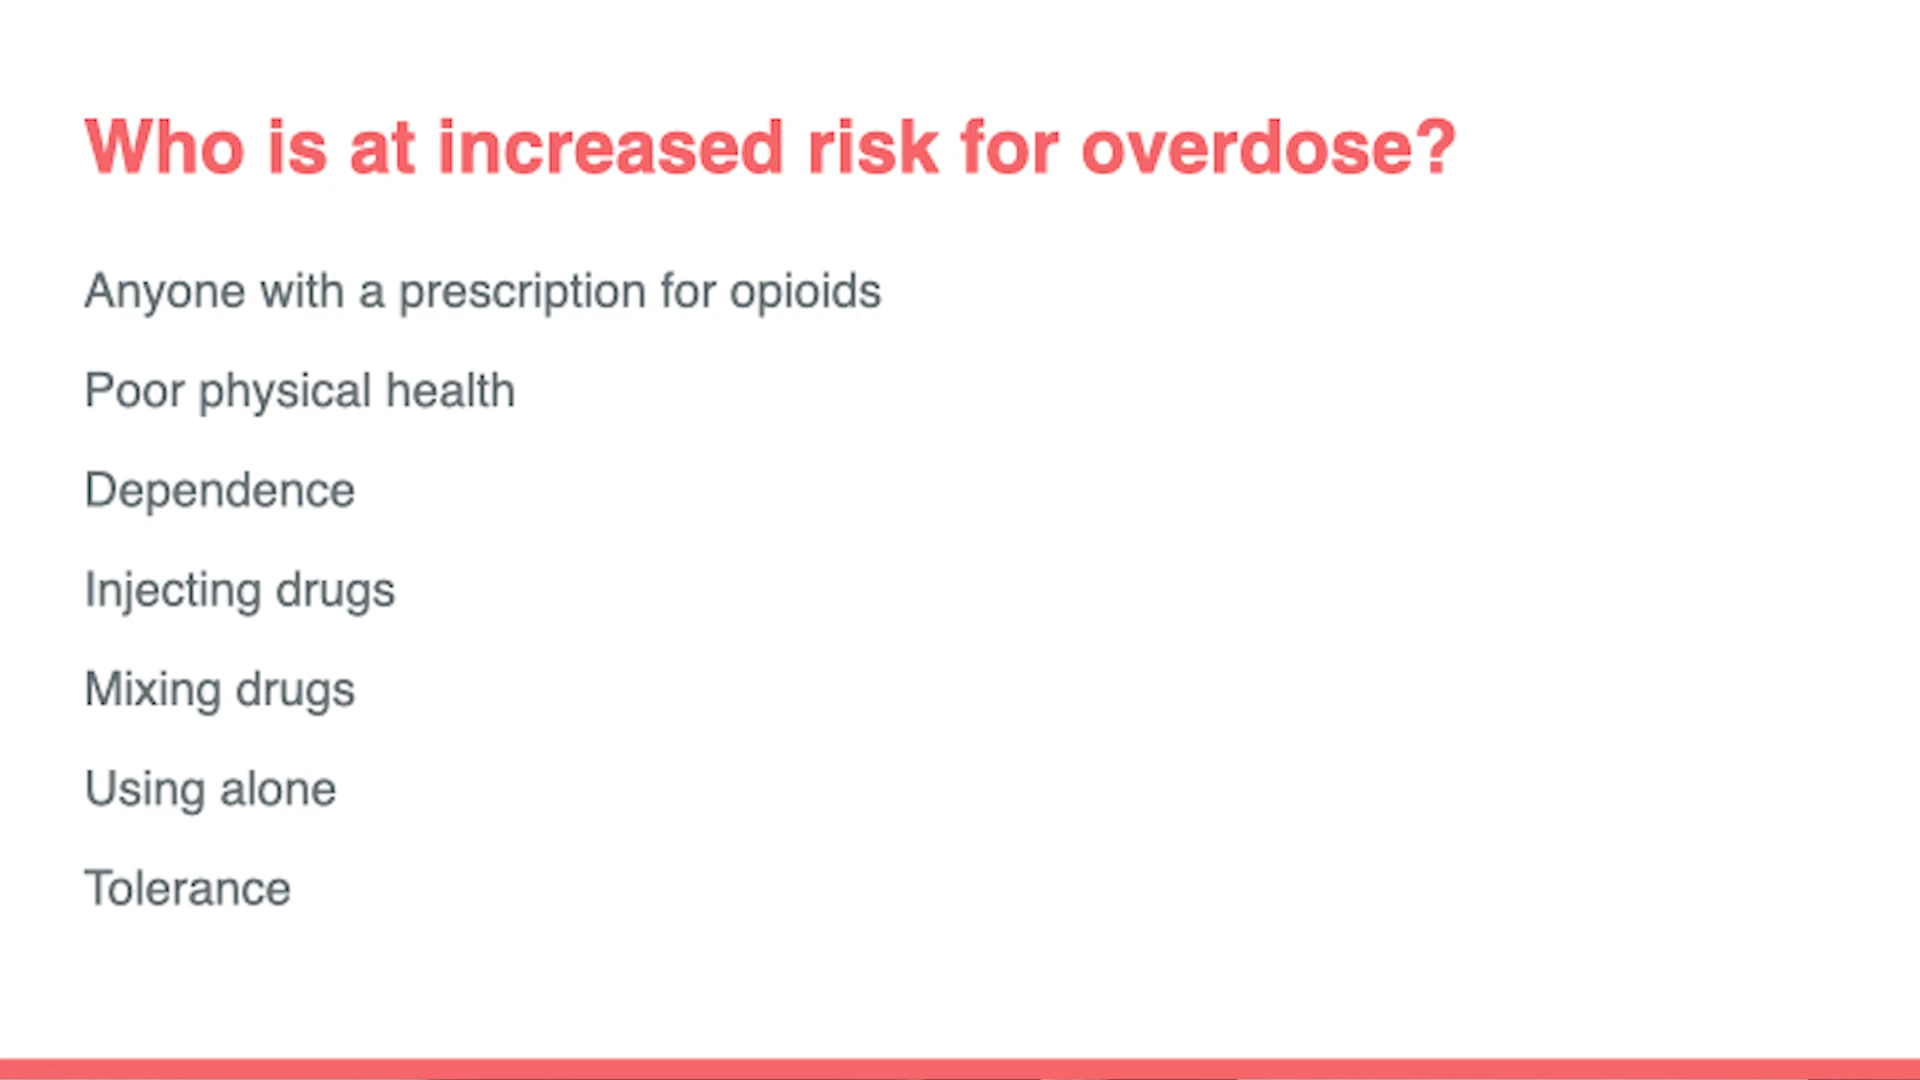 Who is at increased risk for overdose?
Anyone with a prescription for opioids
Poor physical health
Dependence
Injecting drugs
Mixing drugs
Using alone
Tolerance